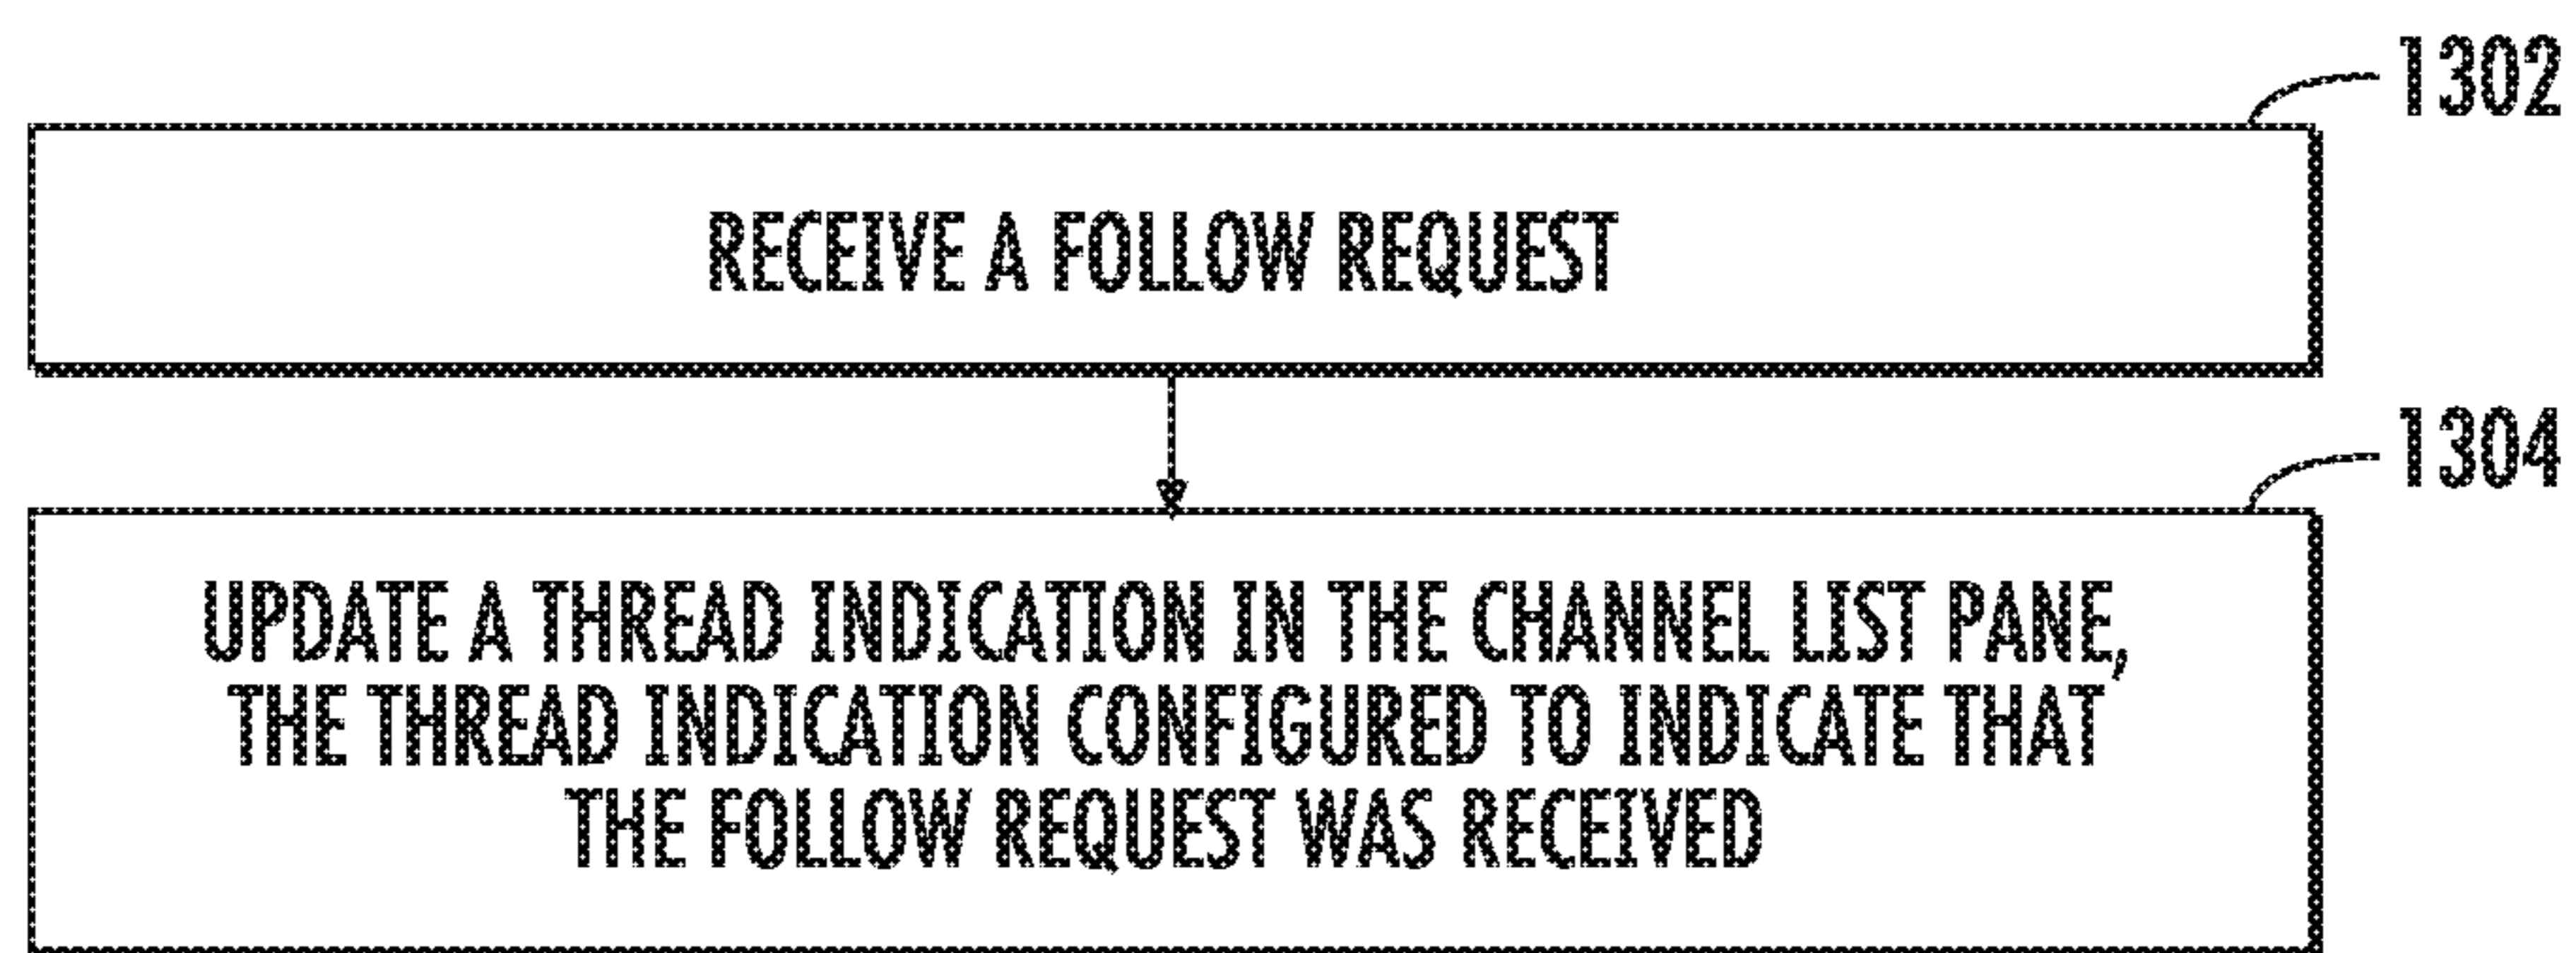 1302
RECEIVE A FOLLOW REQUEST
1304
UPDATE A THREAD INDICATION IN THE CHANNEL LIST PANE,
THE THREAD INDICATION CONFIGURED TO INDICATE THAT
THE FOLLOW REQUEST WAS RECEIVED